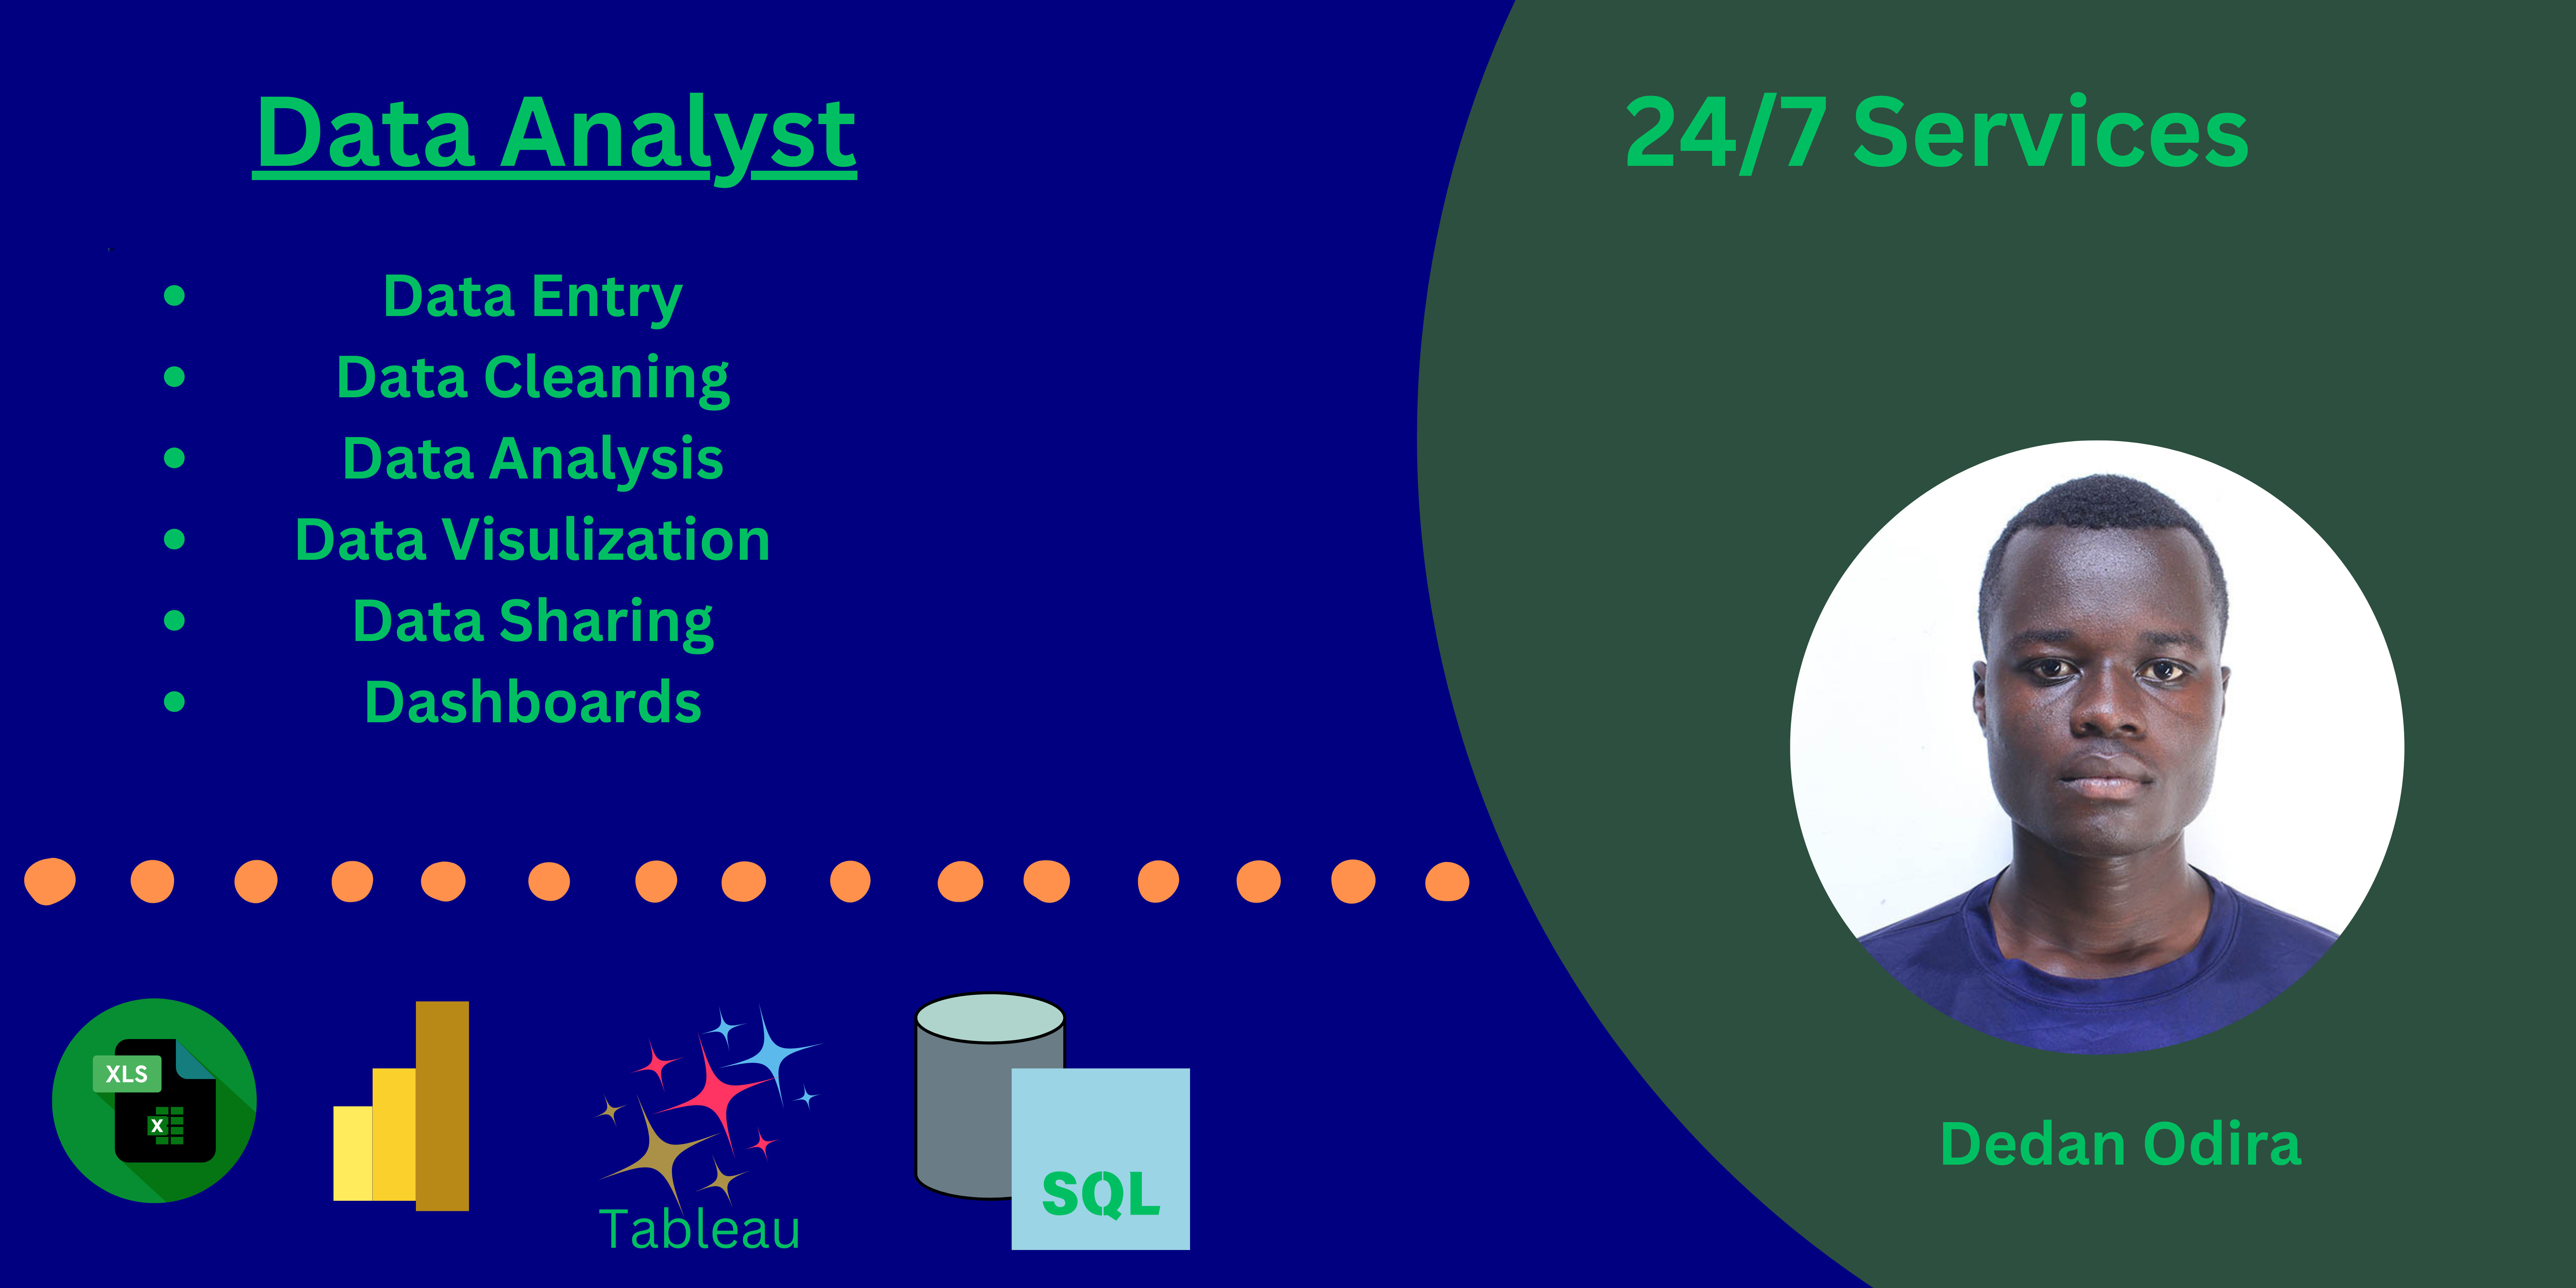 Data Analyst
24/7 Services
Data Entry
Data Cleaning
Data Analysis
Data Visulization
Data Sharing
Dashboards
XLS
X
Tableau
SQL
Dedan Odira